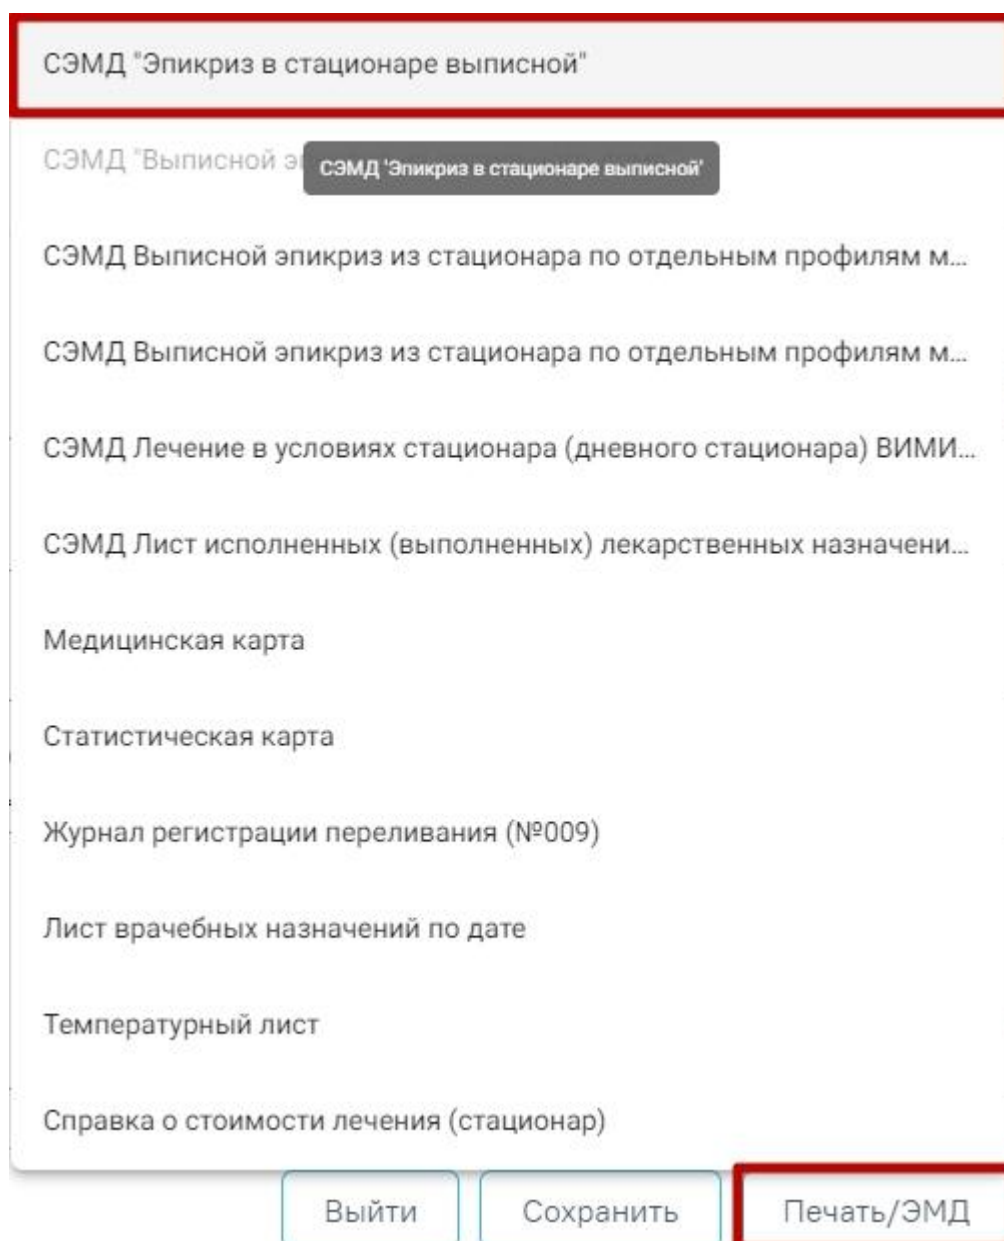 СЭМД "Эпикриз в стационаре выписной"
СЭМД "Выписной
СЭМД 'Эпикриз в стационаре выписной'
СЭМД Выписной эпикриз из стационара по отдельным профилям м...
СЭМД Выписной эпикриз из стационара по отдельным профилям м...
СЭМД Лечение в условиях стационара (дневного стационара) ВИМИ...
СЭМД Лист исполненных (выполненных) лекарственных назначени...
Медицинская карта
Статистическая карта
Журнал регистрации переливания (№009)
Лист врачебных назначений по дате
Температурный лист
Справка о стоимости лечения (стационар)
Выйти
Сохранить
Печать/ЭМД